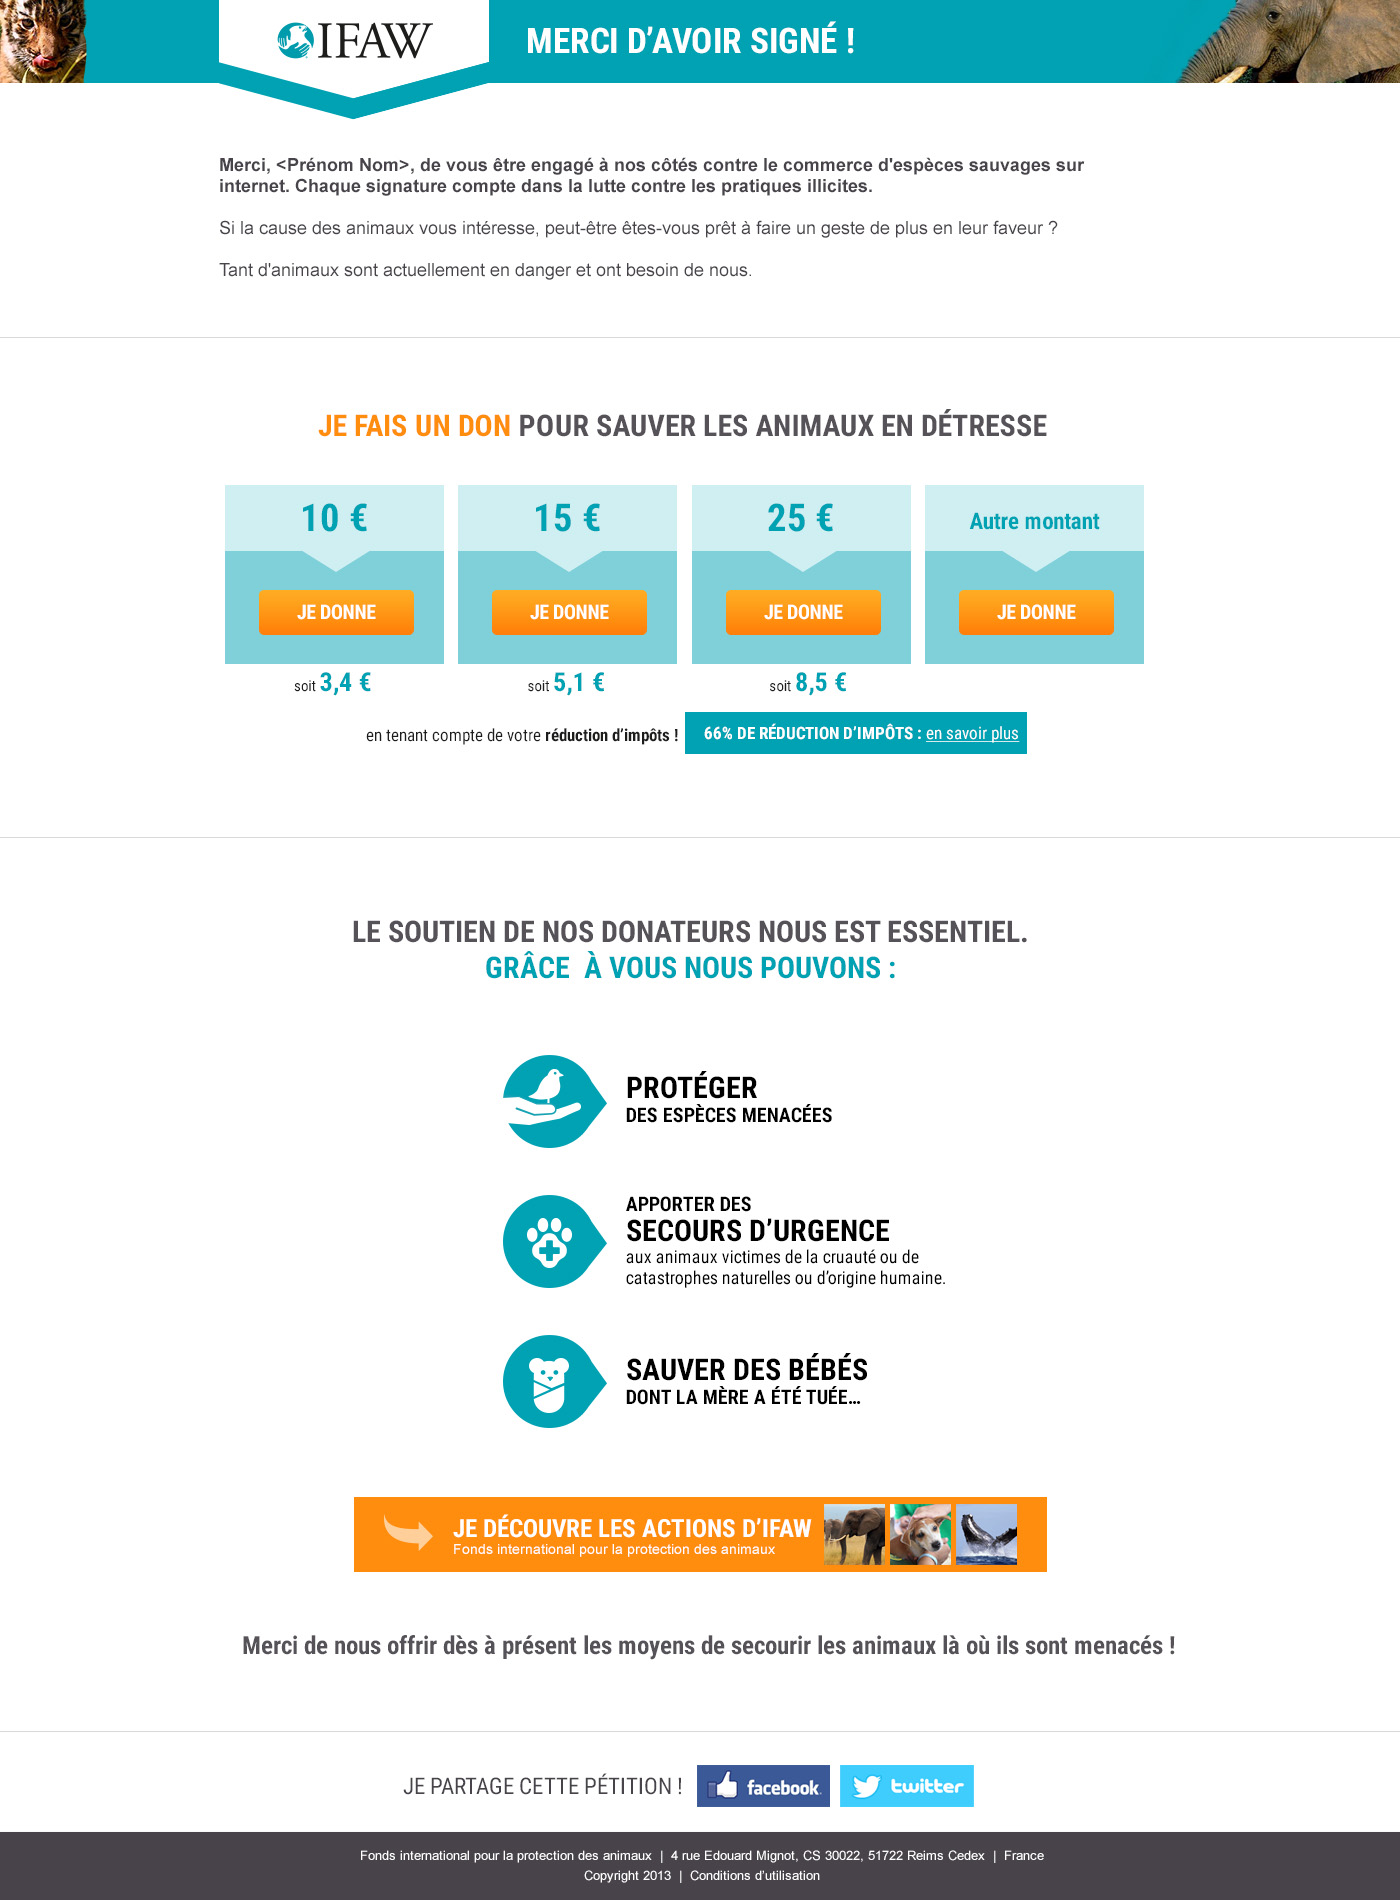 IFAW
MERCI D’AVOIR SIGNÉ !
Merci, <Prénom Nom>, de vous être engagé à nos côtés contre le commerce d'espèces sauvages sur
internet. Chaque signature compte dans la lutte contre les pratiques illicites.
Si la cause des animaux vous intéresse, peut-être êtes-vous prêt à faire un geste de plus en leur faveur ?
Tant d'animaux sont actuellement en danger et ont besoin de nous.
JE FAIS UN DON POUR SAUVER LES ANIMAUX EN DÉTRESSE
10 €
JE DONNE
soit 3,4 €
15 €
JE DONNE
soit 5,1 €
25 €
JE DONNE
soit 8,5 €
Autre montant
JE DONNE
en tenant compte de votre réduction d’impôts !
66% DE RÉDUCTION D’IMPÔTS : en savoir plus
LE SOUTIEN DE NOS DONATEURS NOUS EST ESSENTIEL.
GRÂCE À VOUS NOUS POUVONS :
PROTÉGER
DES ESPÈCES MENACÉES
APPORTER DES
SECOURS D’URGENCE
aux animaux victimes de la cruauté ou de
catastrophes naturelles ou d’origine humaine.
SAUVER DES BÉBÉS
DONT LA MÈRE A ÉTÉ TUÉE...
JE DÉCOUVRE LES ACTIONS D’IFAW
Fonds international pour la protection des animaux
Merci de nous offrir dès à présent les moyens de secourir les animaux là où ils sont menacés !
JE PARTAGE CETTE PÉTITION !
facebook
twitter
Fonds international pour la protection des animaux | 4 rue Edouard Mignot, CS 30022, 51722 Reims Cedex | France
Copyright 2013 | Conditions d’utilisation